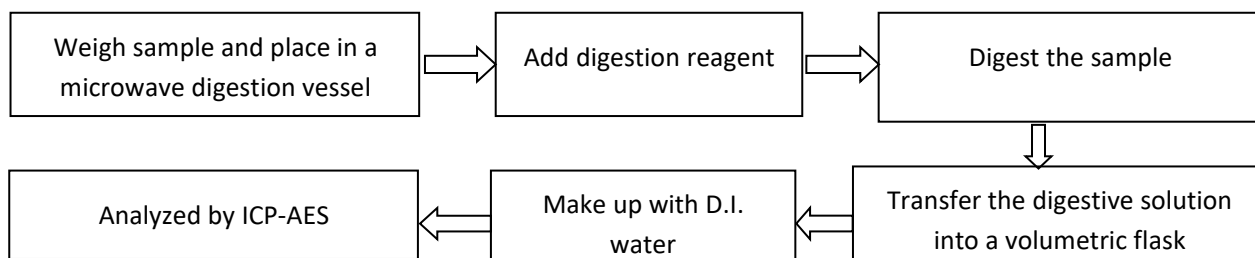 Weigh sample and place in a
microwave digestion vessel
Add digestion reagent
Digest the sample
Transfer the digestive solution
into a volumetric flask
Make up with D.I.
water
Analyzed by ICP-AES